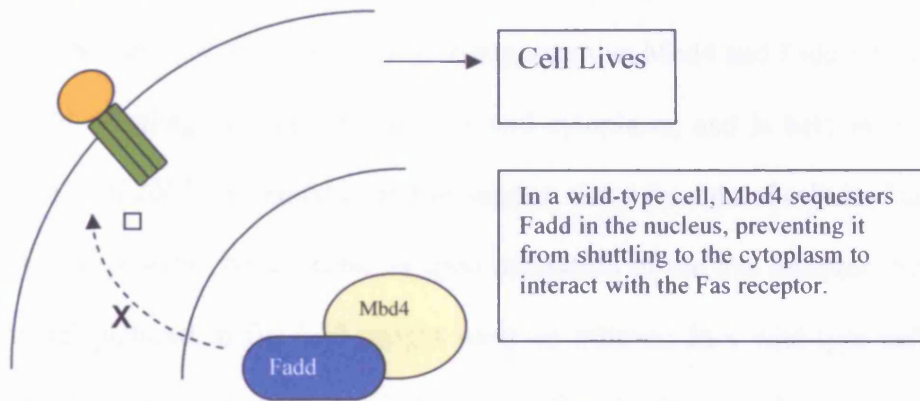 Cell Lives
In a wild-type cell, Mbd4 sequesters
Fadd in the nucleus, preventing it
from shuttling to the cytoplasm to
interact with the Fas receptor.
X
Mbd4
Fadd